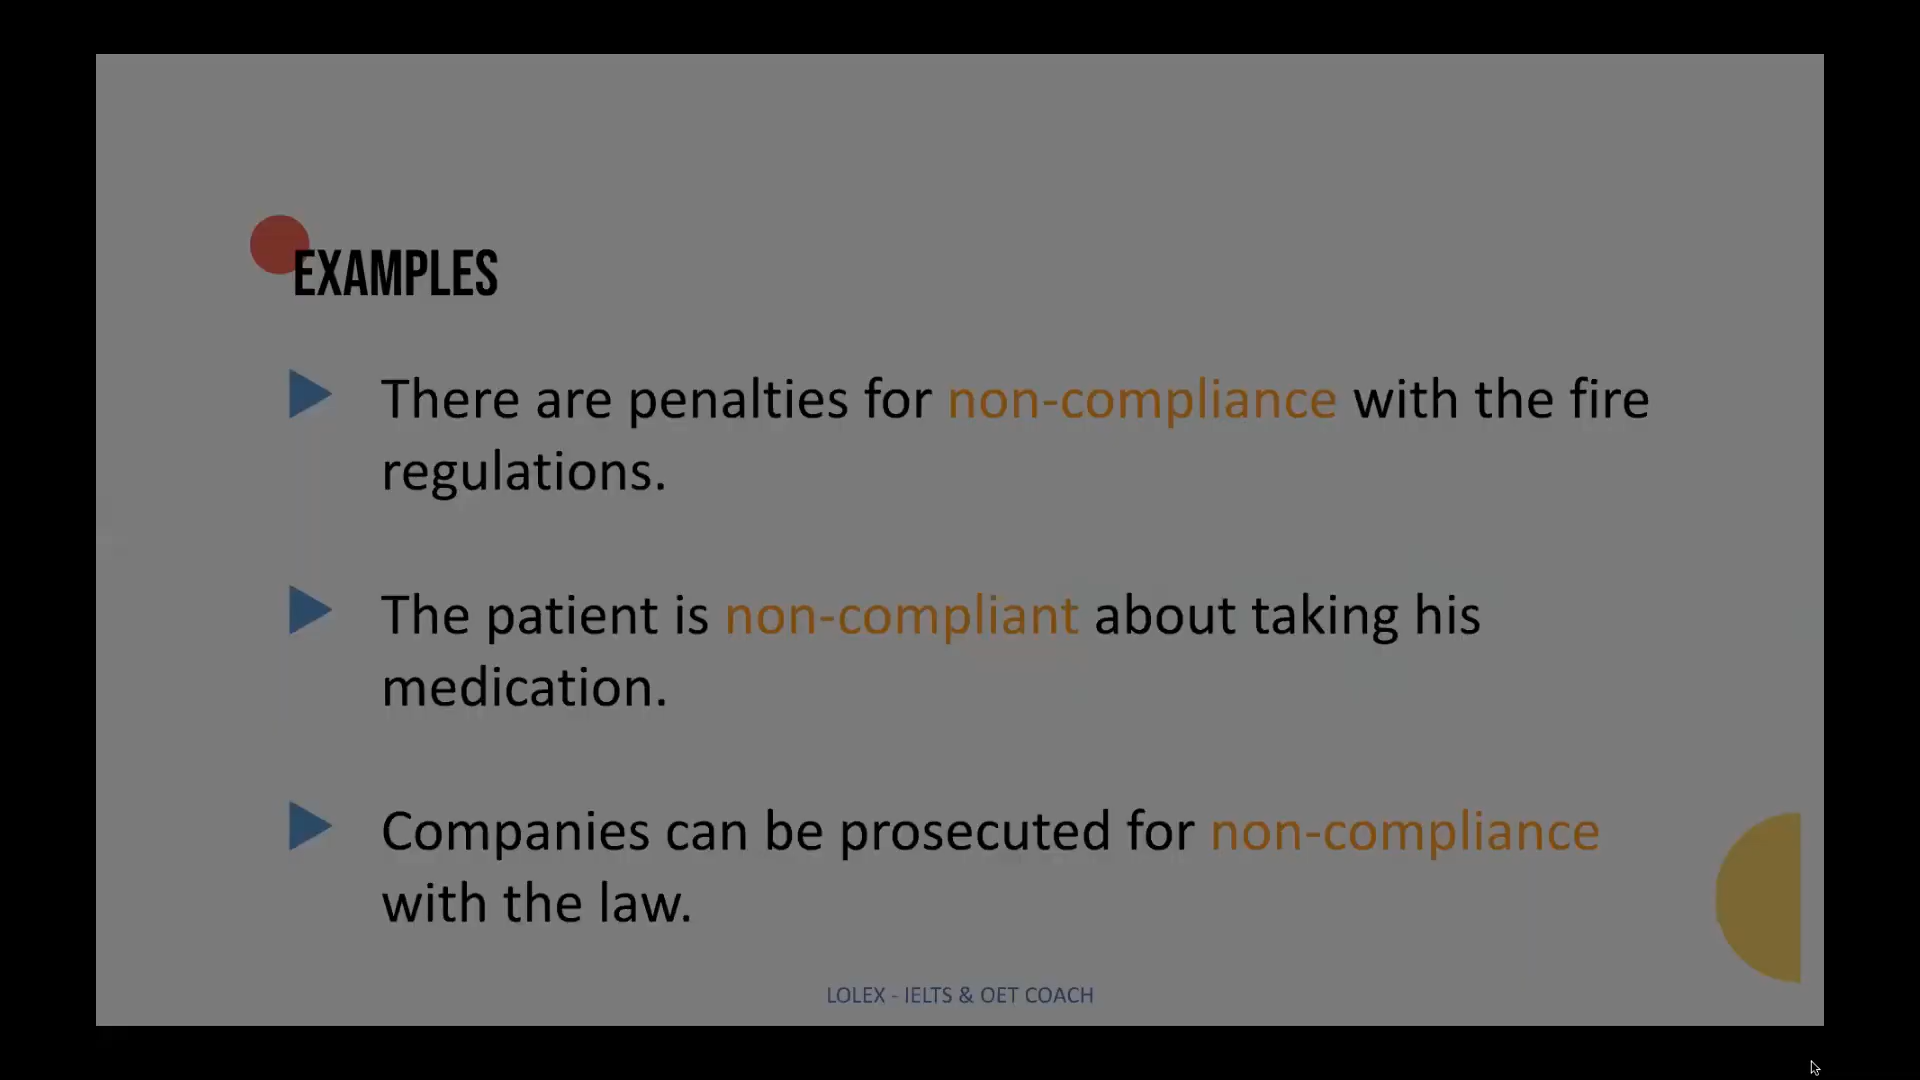 EXAMPLES
There are penalties for non-compliance with the fire
regulations.
The patient is non-compliant about taking his
medication.
Companies can be prosecuted for non-compliance
with the law.
LOLEX - IELTS & OET COACH